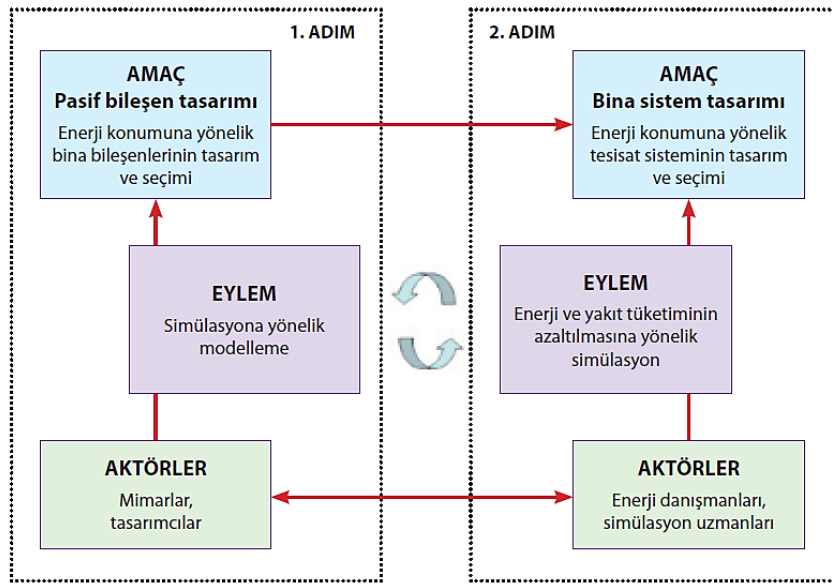 1. ADIM
AMAÇ
Pasif bileşen tasarımı
Enerji konumuna yönelik
bina bileşenlerinin tasarım
ve seçimi
EYLEM
Simülasyona yönelik
modelleme
AKTÖRLER
Mimarlar,
tasarımcılar
2. ADIM
AMAÇ
Bina sistem tasarımı
Enerji konumuna yönelik
tesisat sisteminin tasarım
ve seçimi
EYLEM
Enerji ve yakıt tüketiminin
azaltılmasına yönelik
simülasyon
AKTÖRLER
Enerji danışmanları,
simülasyon uzmanları